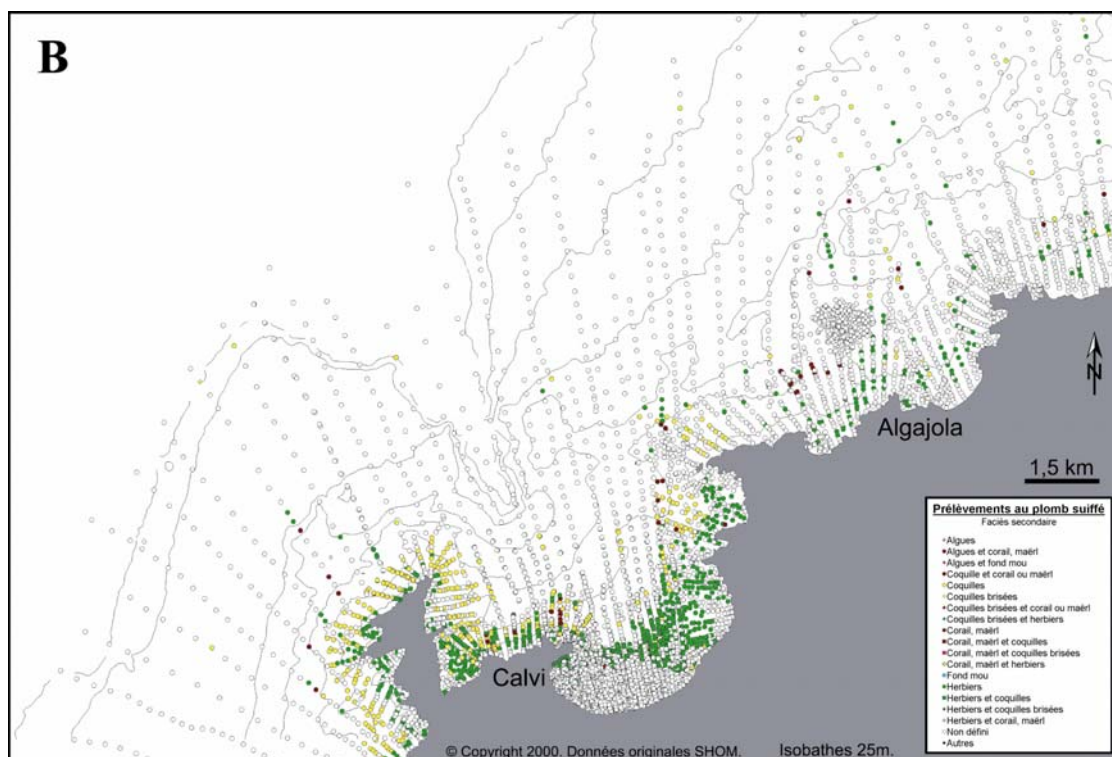 B
N
Algajola
1,5 km
Calvi
Prélèvements au plomb suiffé
Faciès secondaire
Algues
Algues et corail, maërl
Algues et fond mou
Coquille et corail ou maërl
Coquilles
Coquilles brisées
Coquilles brisées et corail ou maërl
Coquilles brisées et herbiers
Corail, maërl
Corail, maërl et coquilles
Corail, maërl et coquilles brisées
Corail, maërl et herbiers
Fond mou
Herbiers
Herbiers et coquilles
Herbiers et coquilles brisées
Herbiers et corail, maërl
Non défini
Autres
© Copyright 2000. Données originales SHOM. Isobathes 25m.